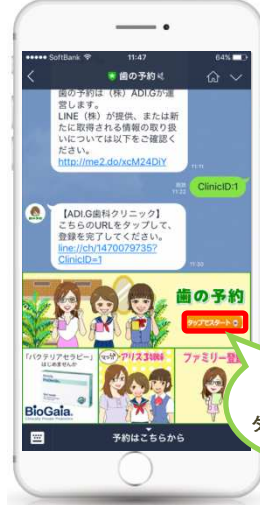 SoftBank 11:47 64%
歯の予約
歯の予約は（株）ADI.Gが運
営します。
LINE（株）が提供、または新
たに取得される情報の取り扱
いについては以下をご確認く
ださい。
http://me2.do/xcM24DiY
11:11
既読
11:22
ClinicID:1
【ADI.G歯科クリニック】
こちらのURLをタップして、
登録を完了してください。
line://ch/1470079735?
ClinicID=1
歯の予約
タップでスタート
「バクテリアセラピー」
はじめませんか
BioGaia.
アリス3姉妹
ファミリー登
予約はこちらから